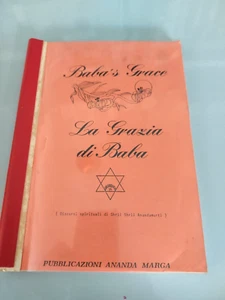 Baba's Grace
La Grazia
di Baba
[ Discorsi spirituali di Shrii Shrii Anandamurti ]
PUBBLICAZIONI ANANDA MARGA